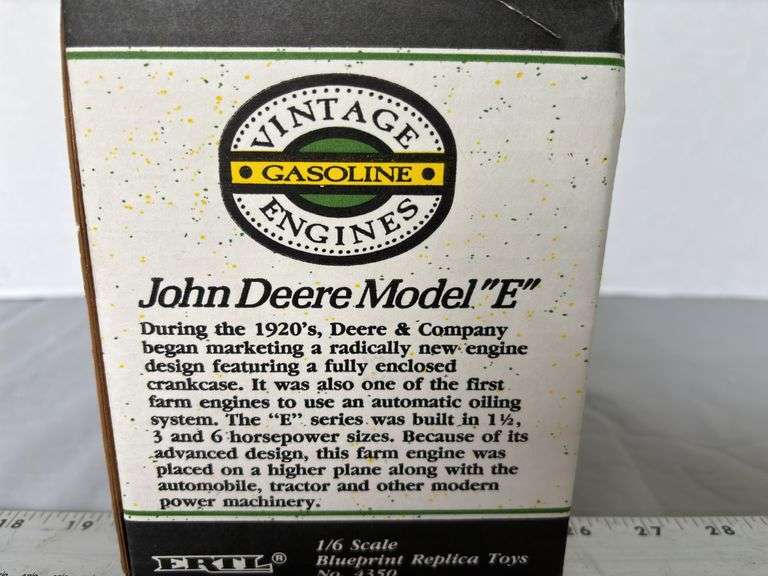 VINTAGE
GASOLINE
ENGINES
John Deere Model "E"
During the 1920's, Deere & Company
began marketing a radically new engine
design featuring a fully enclosed
crankcase. It was also one of the first
farm engines to use an automatic oiling
system. The "E" series was built in 1½,
3 and 6 horsepower sizes. Because of its
advanced design, this farm engine was
placed on a higher plane along with the
automobile, tractor and other modern
power machinery.
18 19 26 27 28
ERTL®
1/6 Scale
Blueprint Replica Toys
No. 4350